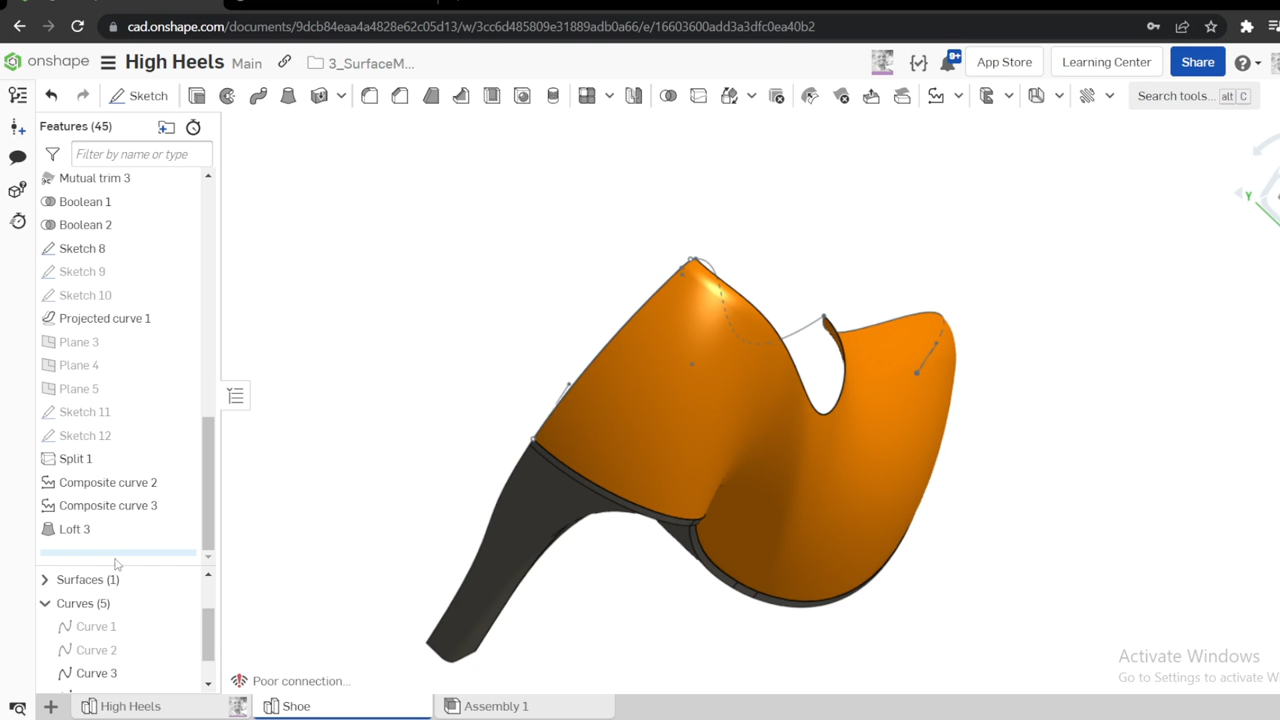 cad.onshape.com/documents/9dcb84eaa4a4828e62c05d13/w/3cc6d485809e31889adb0a66/e/16603600add3a3dfc0ea40b2
onshape High Heels Main 3_SurfaceM... 9+ App Store Learning Center Share
Sketch Search tools... alt C
Features (45)
Filter by name or type
Mutual trim 3
Boolean 1
Boolean 2
Sketch 8
Sketch 9
Sketch 10
Projected curve 1
Plane 3
Plane 4
Plane 5
Sketch 11
Sketch 12
Split 1
Composite curve 2
Composite curve 3
Loft 3
Surfaces (1)
Curves (5)
Curve 1
Curve 2
Curve 3
Y
Poor connection...
Activate Windows
Go to Settings to activate W
High Heels Shoe Assembly 1